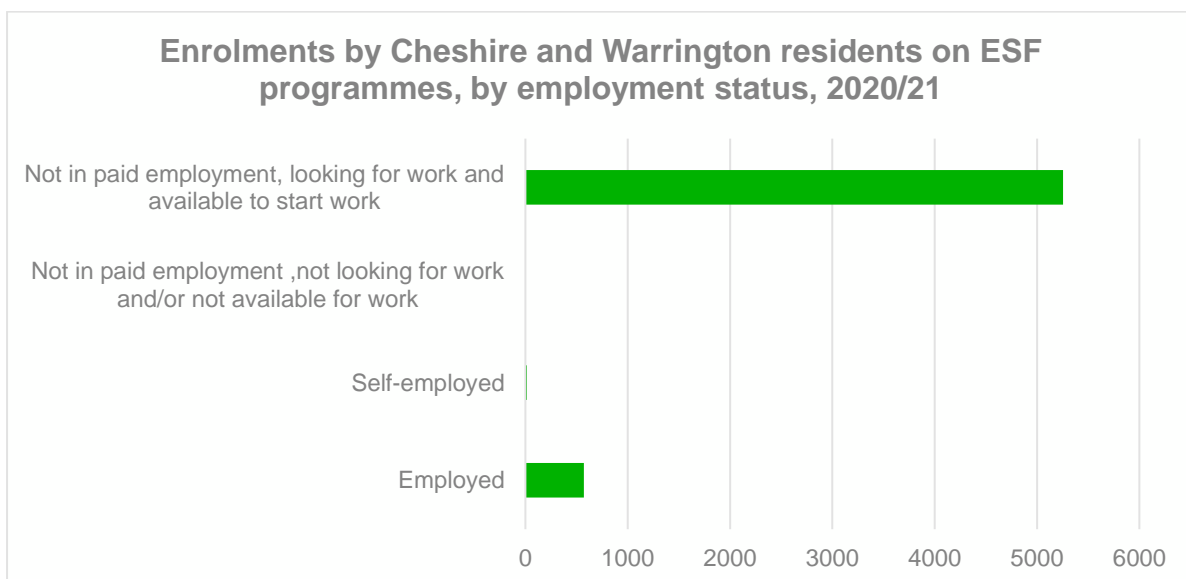 Enrolments by Cheshire and Warrington residents on ESF
programmes, by employment status, 2020/21
Not in paid employment, looking for work and
available to start work
Not in paid employment ,not looking for work
and/or not available for work
Self-employed
Employed
0 1000 2000 3000 4000 5000 6000